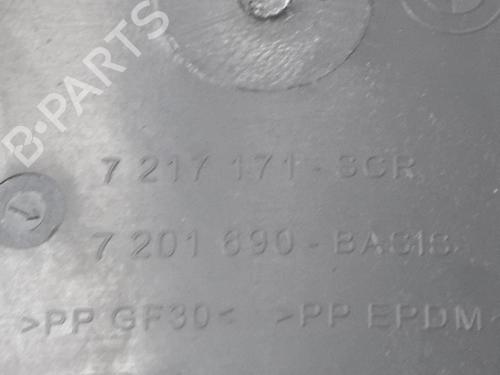 B-PARTS
7 217 171 - SCR
7 201 690 - BASIS
>PP GF30< >PP EPDM